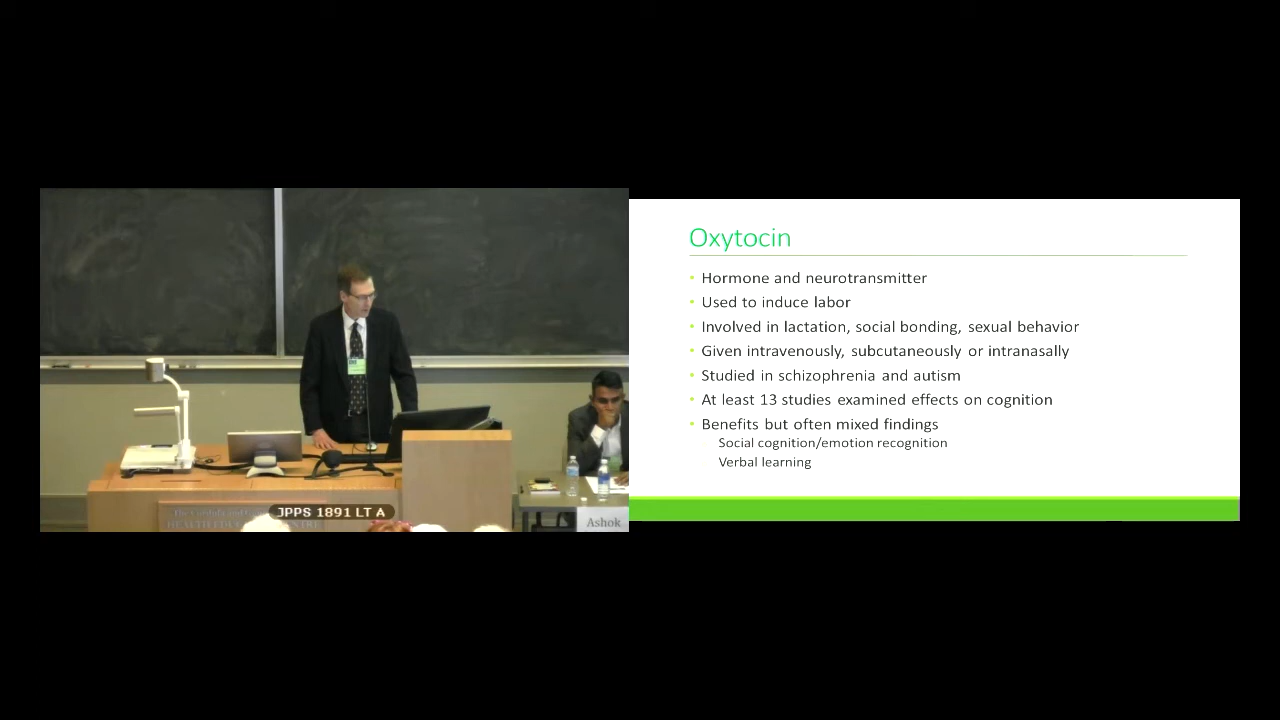 Oxytocin
Hormone and neurotransmitter
Used to induce labor
Involved in lactation, social bonding, sexual behavior
Given intravenously, subcutaneously or intranasally
Studied in schizophrenia and autism
At least 13 studies examined effects on cognition
Benefits but often mixed findings
Social cognition/emotion recognition
Verbal learning
JPPS 1891 LT A
Ashok